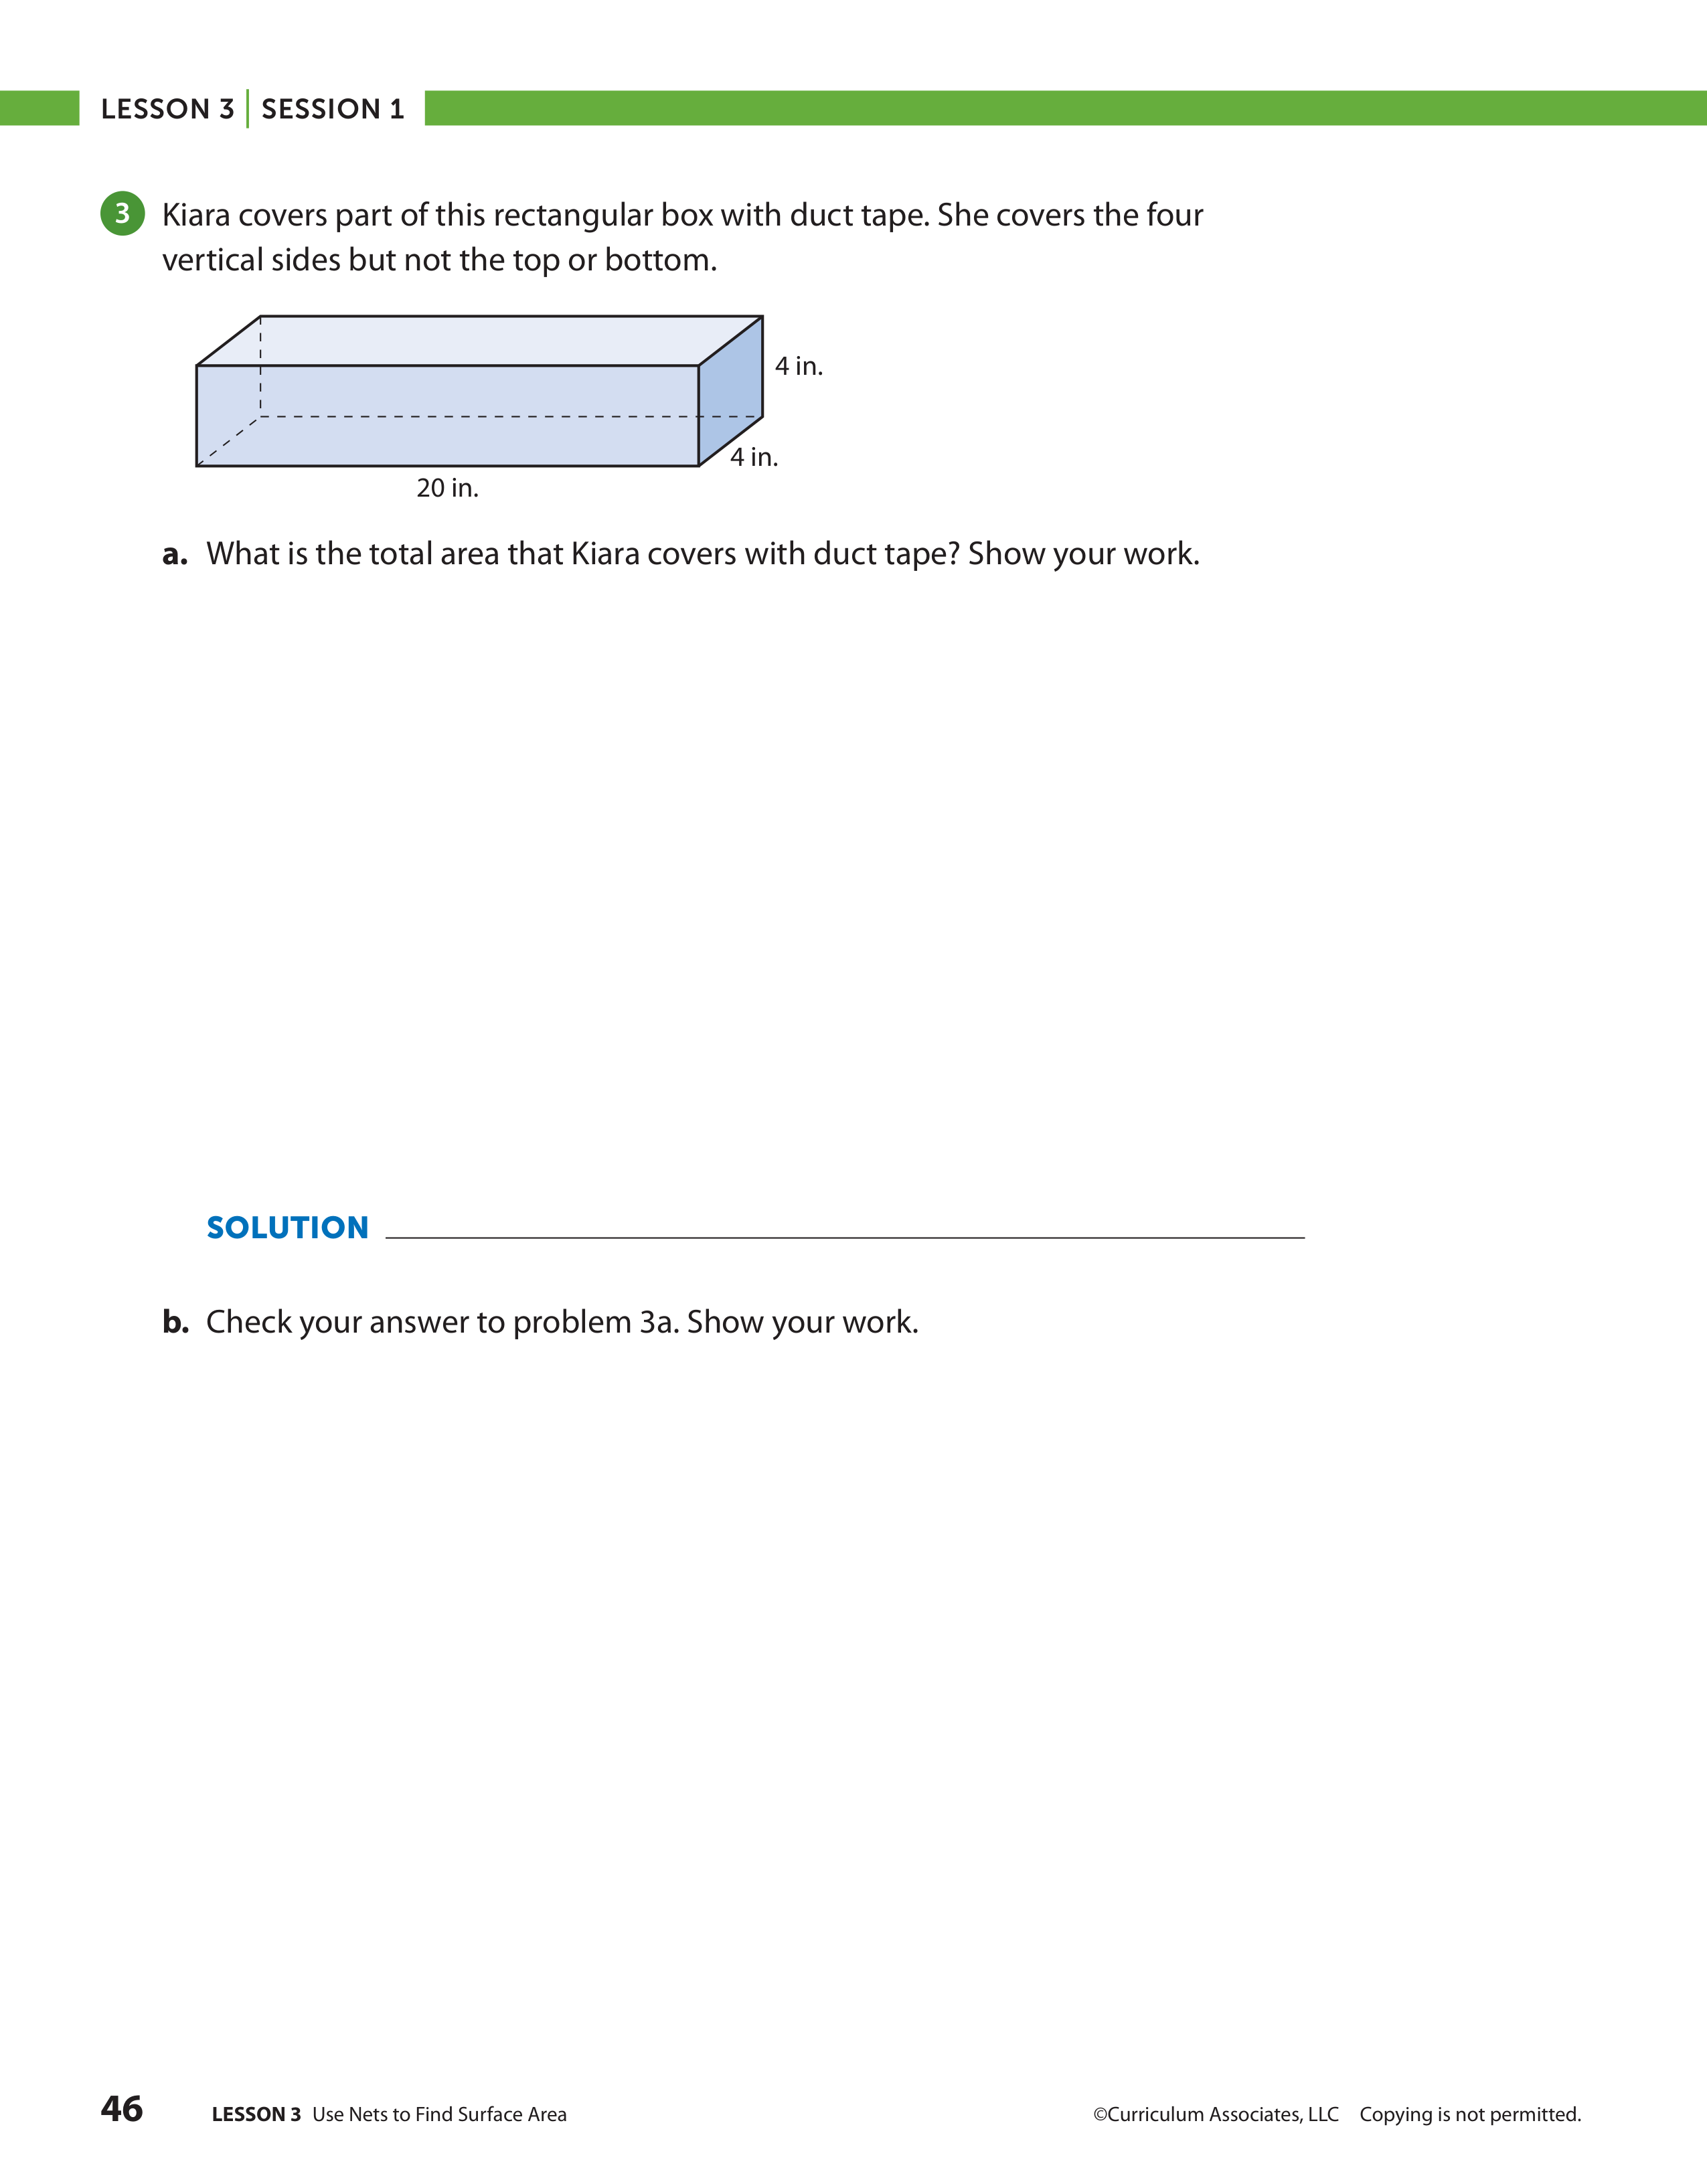 LESSON 3 | SESSION 1
3 Kiara covers part of this rectangular box with duct tape. She covers the four
vertical sides but not the top or bottom.
4 in.
4 in.
20 in.
a. What is the total area that Kiara covers with duct tape? Show your work.
SOLUTION
b. Check your answer to problem 3a. Show your work.
46 LESSON 3 Use Nets to Find Surface Area ©Curriculum Associates, LLC Copying is not permitted.